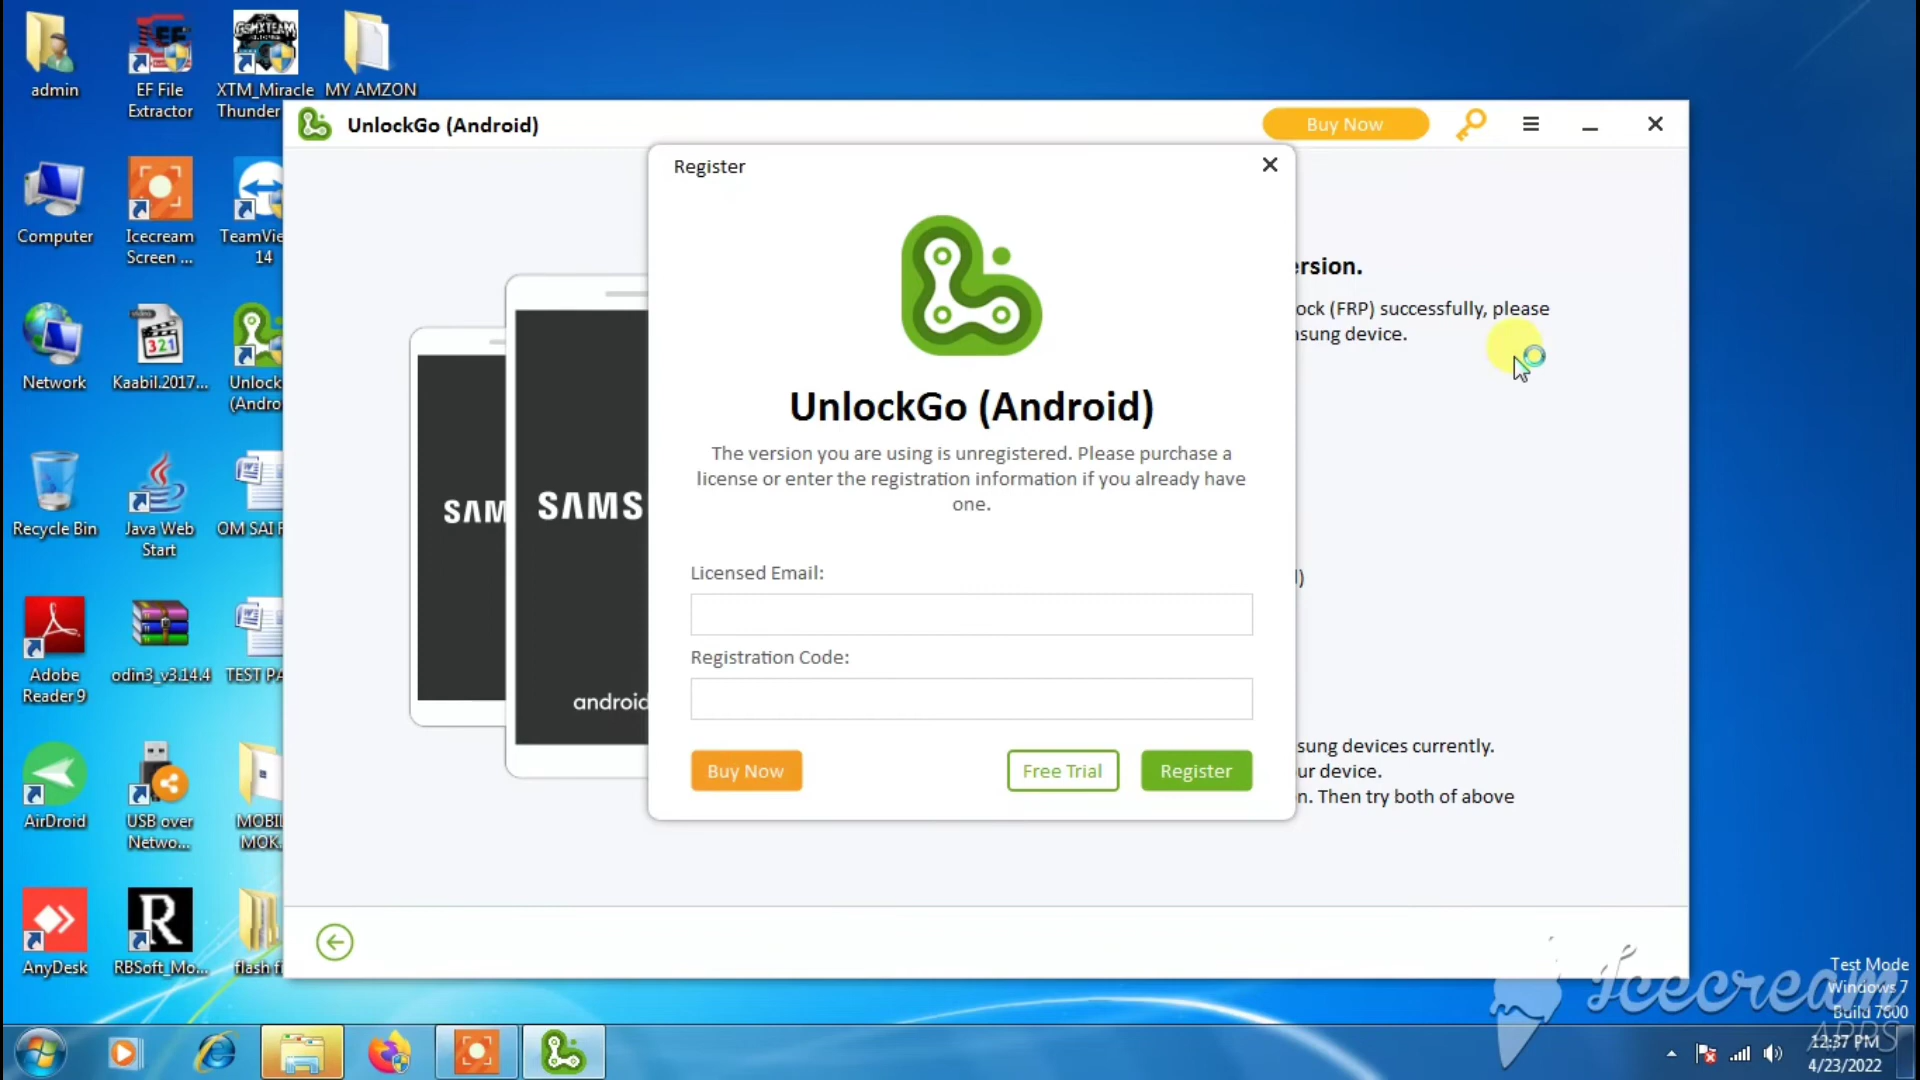 admin
EF File
Extractor
XTM_Miracle
Thunder
MY AMZON
Computer
Icecream
Screen ...
TeamVie
14
Network
Kaabil.2017...
Unlock
(Andro
Recycle Bin
Java Web
Start
OM SAI
Adobe
Reader 9
odin3_v3.14.4
TEST PA
AirDroid
USB over
Netwo...
MOBIL
MOK.
AnyDesk
RBSoft_Mo...
flash f
UnlockGo (Android)
Buy Now
Register
ersion.
ock (FRP) successfully, please
nsung device.
SAMS
SAM
android
UnlockGo (Android)
The version you are using is unregistered. Please purchase a
license or enter the registration information if you already have
one.
Licensed Email:
Registration Code:
Buy Now
Free Trial
Register
sung devices currently.
ur device.
n. Then try both of above
Test Mode
Windows 7
Build 7600
Icecream
APPS
12:37 PM
4/23/2022